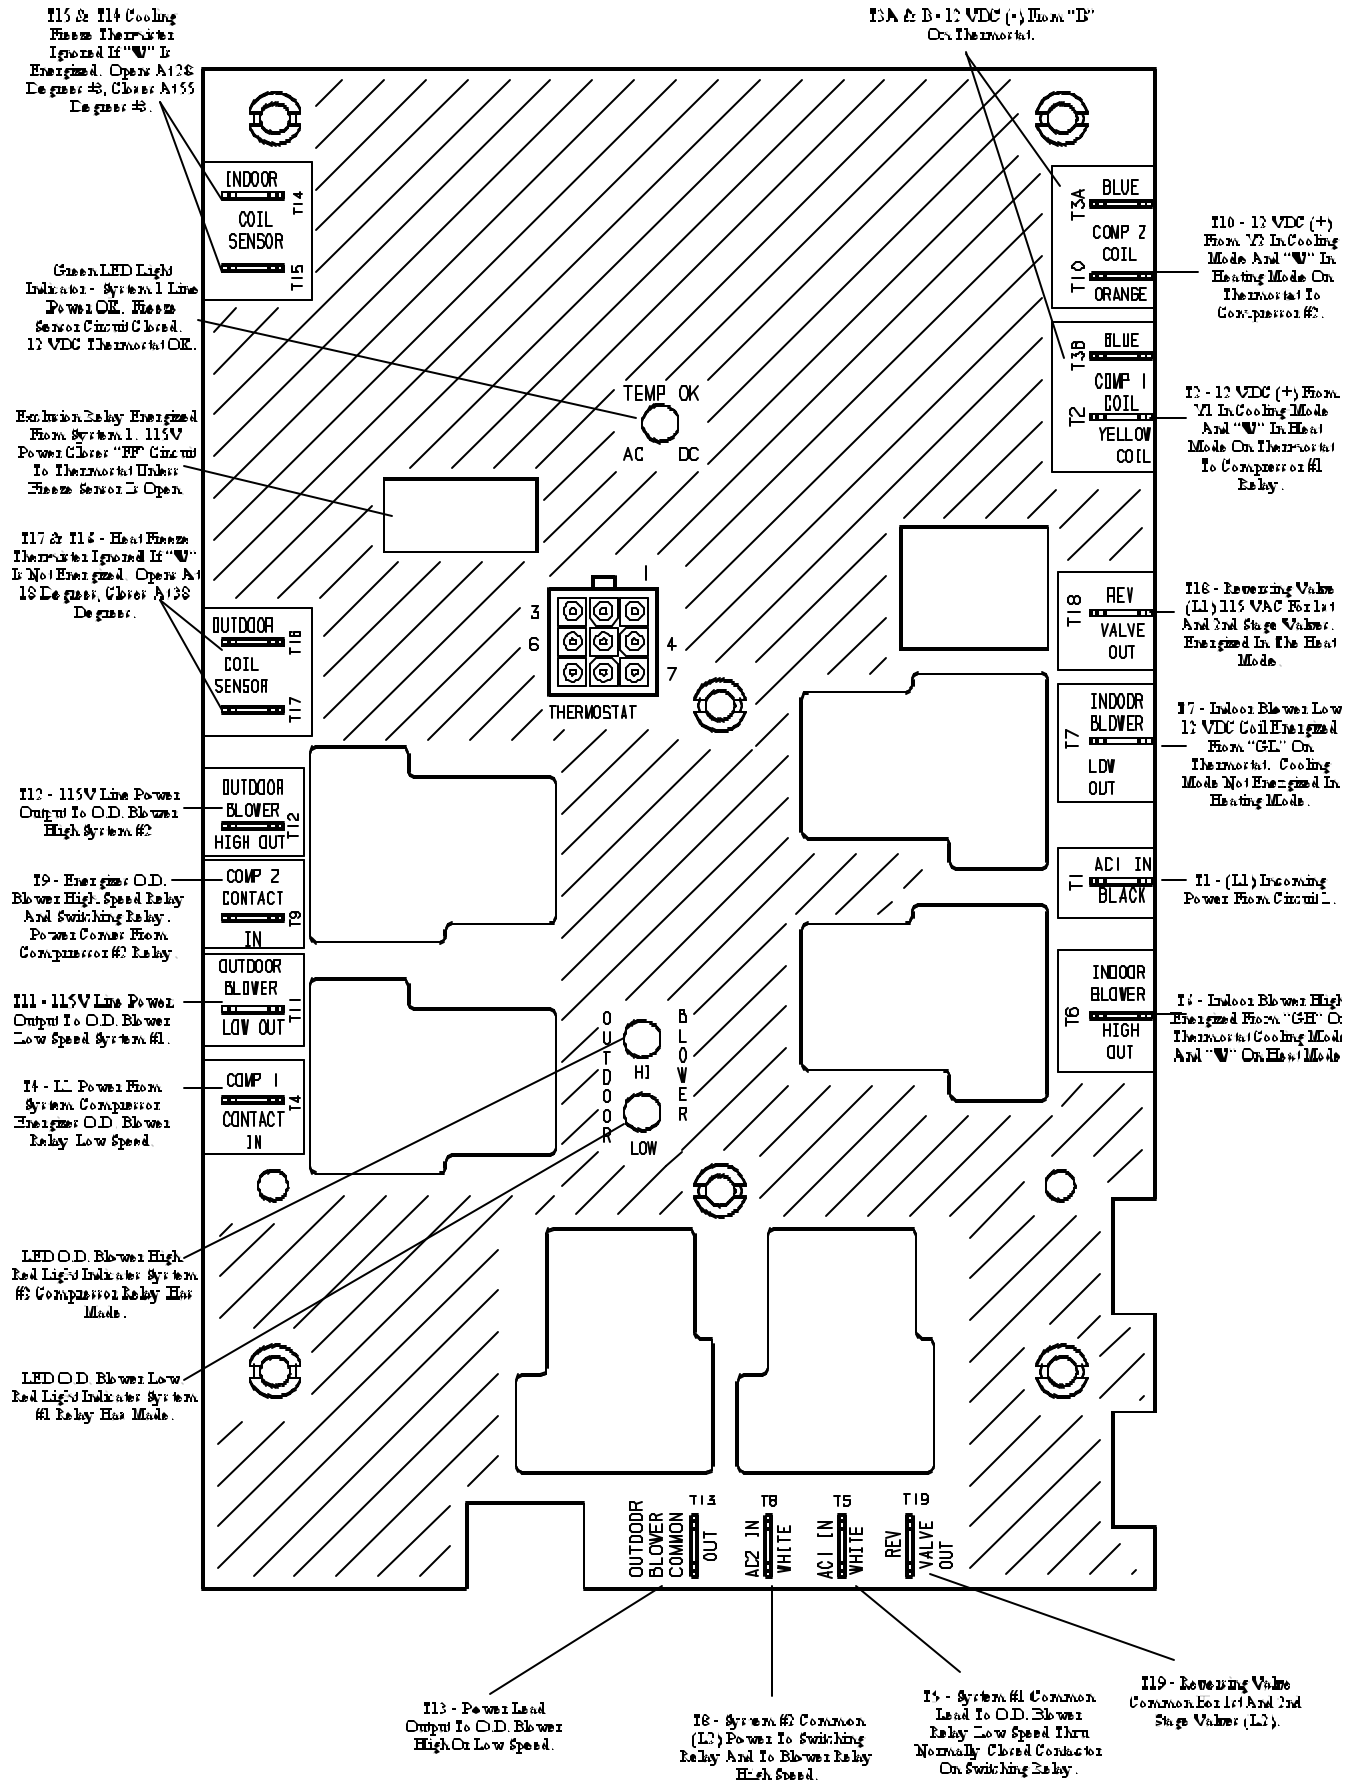 T15 & T14 Cooling
Freeze Thermister
Ignored If "W" Is
Energized. Opens At 28
Degrees #3, Closes At 55
Degrees #3.
T3A & B - 12 VDC (-) From "B"
On Thermostat.
INDOOR
T14
COIL
SENSOR
T15
BLUE
T3A
COMP 2
COIL
T10
ORANGE
T10 - 12 VDC (+)
From Y2 In Cooling
Mode And "W" In
Heating Mode On
Thermostat To
Compressor #2.
Green LED Light
Indicator - System 1 Line
Power OK. Freeze
Sensor Circuit Closed.
12 VDC Thermostat OK.
BLUE
T3B
COMP 1
COIL
T2
YELLOW
COIL
T2 - 12 VDC (+) From
Y1 In Cooling Mode
And "W" In Heat
Mode On Thermostat
To Compressor #1
Relay.
TEMP OK
AC DC
Exclusion Relay Energized
From System 1. 115V
Power Closes "FF" Circuit
To Thermostat Unless
Freeze Sensor Is Open
T17 & T16 - Heat Freeze
Thermister Ignored If "W"
Is Not Energized. Opens At
18 Degrees, Closes At 38
Degrees.
OUTDOOR
T16
COIL
SENSOR
T17
1
3
6
4
7
THERMOSTAT
REV
T18
VALVE
OUT
T18 - Reversing Valve
(L1) 115 VAC For 1st
And 2nd Stage Valves.
Energized In The Heat
Mode.
INDOOR
BLOWER
T7
LOW
OUT
T7 - Indoor Blower Low
12 VDC Coil Energized
From "GL" On
Thermostat. Cooling
Mode Not Energized In
Heating Mode.
T12 - 115V Line Power
Output To O.D. Blower
High System #2
OUTDOOR
BLOWER
T12
HIGH OUT
T9 - Energizes O.D.
Blower High Speed Relay
And Switching Relay.
Power Comes From
Compressor #2 Relay.
COMP 2
CONTACT
T9
IN
AC1 IN
T1
BLACK
T1 - (L1) Incoming
Power From Circuit 1.
T11 - 115V Line Power
Output To O.D. Blower
Low Speed System #1.
OUTDOOR
BLOWER
T11
LOW OUT
INDOOR
BLOWER
T6
HIGH
OUT
T6 - Indoor Blower High
Energized From "GH" O
Thermostat Cooling Mode
And "W" On Heat Mode
T4 - L1 Power From
System Compressor
Energizes O.D. Blower
Relay Low Speed.
COMP 1
T4
CONTACT
IN
OUTDOOR
BLOWER
HI
LOW
LED O.D. Blower High
Red Light Indicates System
#2 Compressor Relay Has
Made.
LED O.D. Blower Low
Red Light Indicates System
#1 Relay Has Made.
OUTDOOR
BLOWER
COMMON
OUT
T13
T8
AC2 IN
WHITE
T5
AC1 IN
WHITE
T19
REV
VALVE
OUT
T13 - Power Lead
Output To O.D. Blower
High Or Low Speed.
T8 - System #2 Common
(L2) Power To Switching
Relay And To Blower Relay
High Speed.
T5 - System #1 Common
Lead To O.D. Blower
Relay Low Speed Thru
Normally Closed Contactor
On Switching Relay.
T19 - Reversing Valve
Common For 1st And 2nd
Stage Valves (L2).